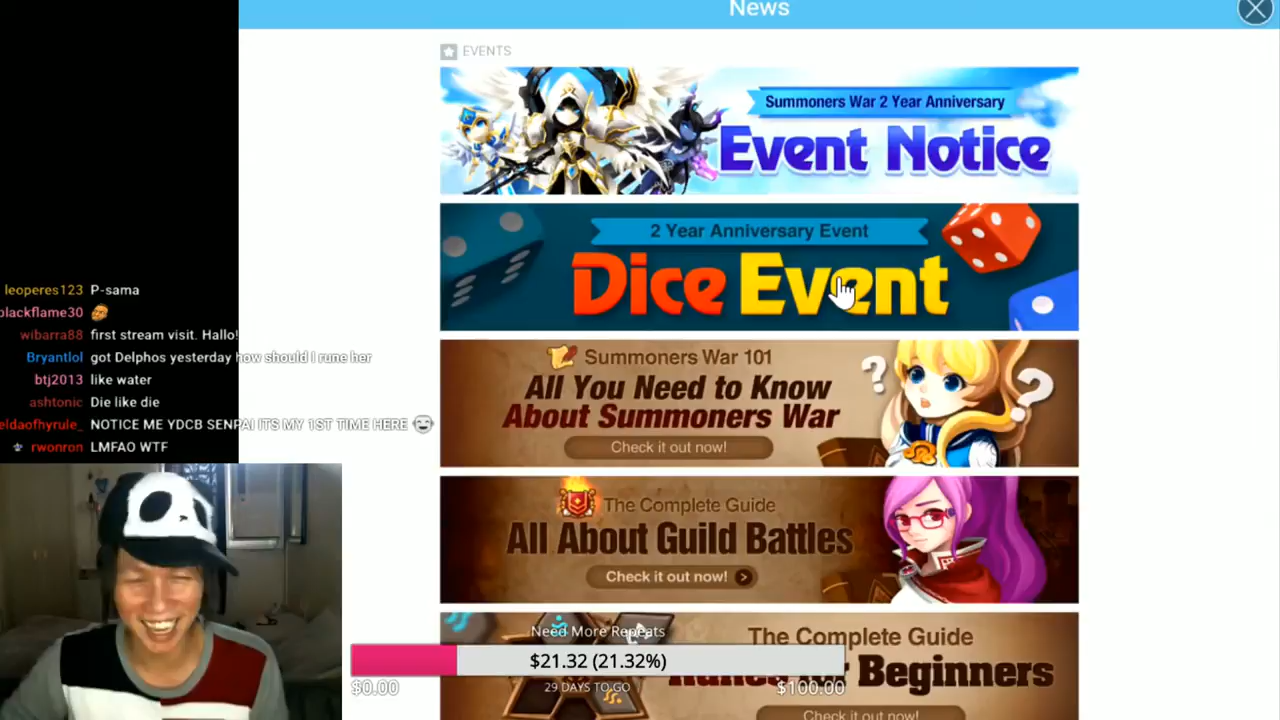 News
EVENTS
Summoners War 2 Year Anniversary
Event Notice
2 Year Anniversary Event
Dice Event
Summoners War 101
All You Need to Know
About Summoners War
Check it out now!
The Complete Guide
All About Guild Battles
Check it out now!
The Complete Guide
Beginners
Check it out now!
leoperes123 P-sama
blackflame30
wibarra88 first stream visit. Hallo!
Bryantlol got Delphos yesterday how should I rune her
btj2013 like water
ashtonic Die like die
eldaofhyrule_ NOTICE ME YDCB SENPAI ITS MY 1ST TIME HERE
rwonron LMFAO WTF
Need More Repeats
$21.32 (21.32%)
$0.00 29 DAYS TO GO $100.00